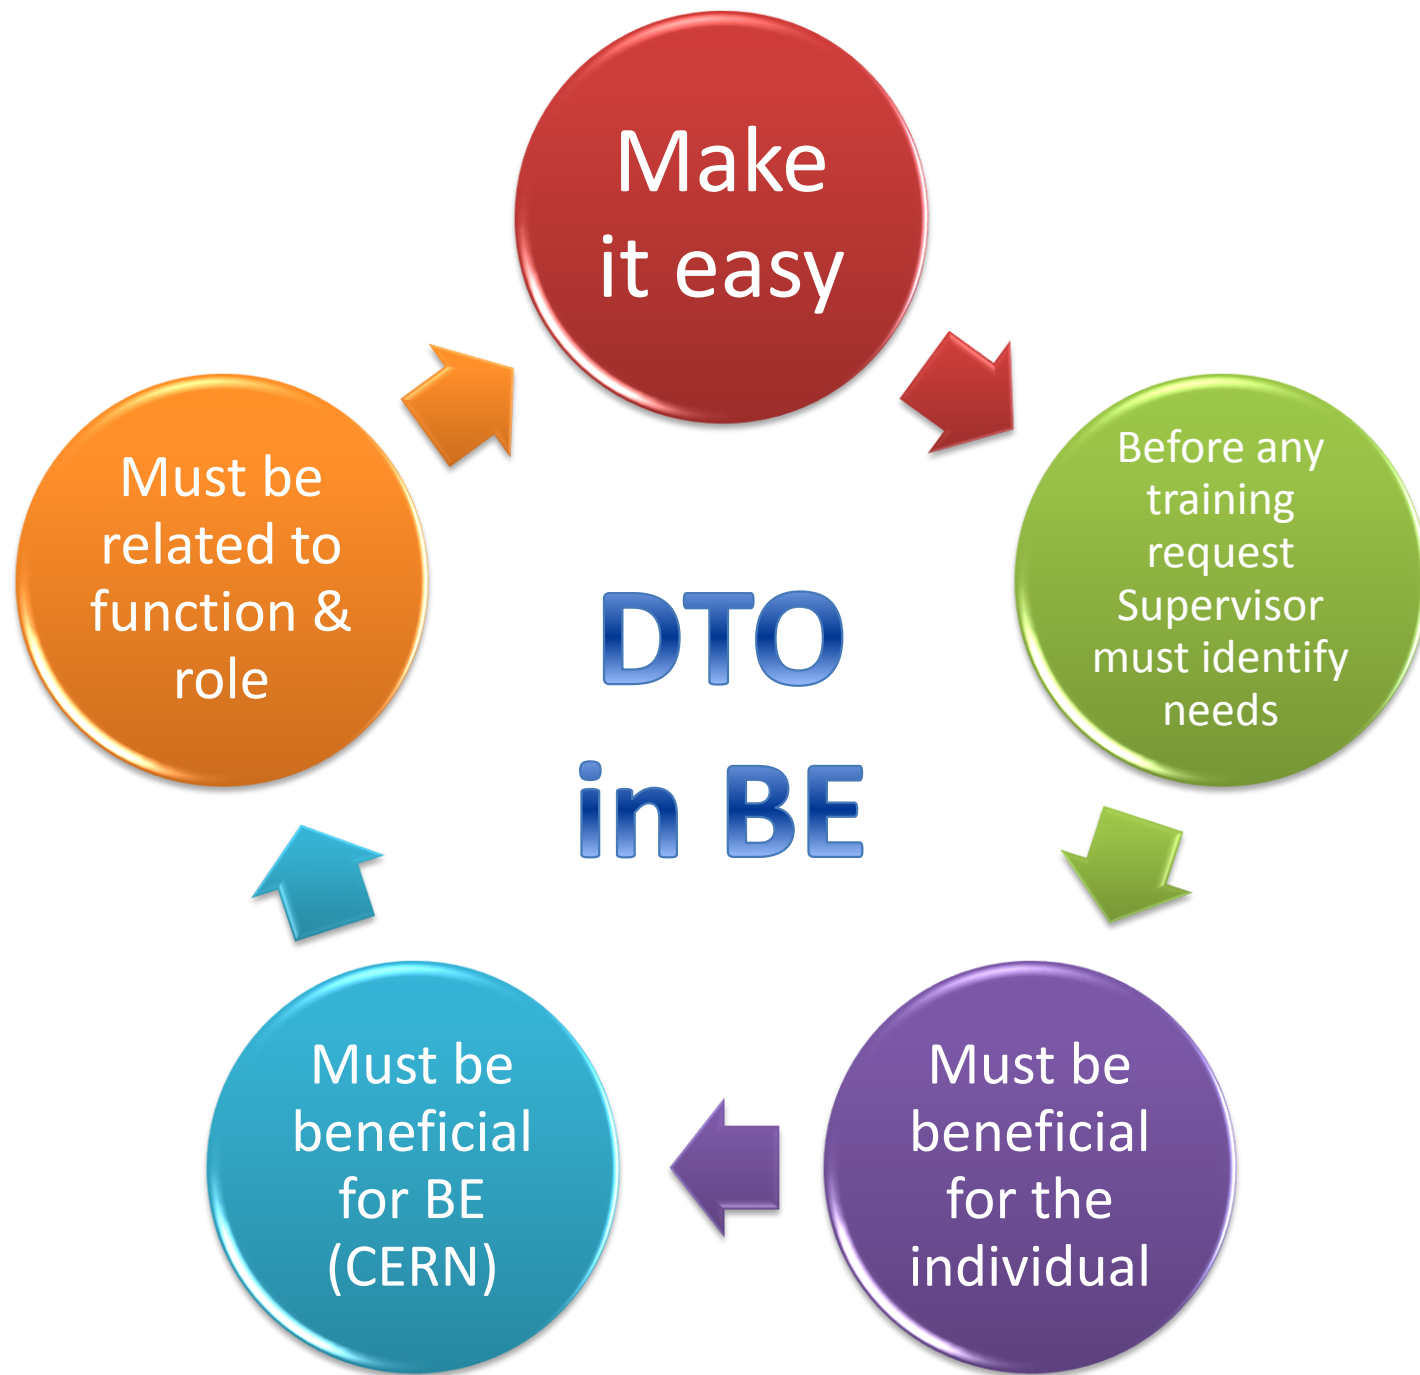 Make
it easy
Before any
training
request
Supervisor
must identify
needs
Must be
beneficial
for the
individual
Must be
beneficial
for BE
(CERN)
Must be
related to
function &
role
DTO
in BE